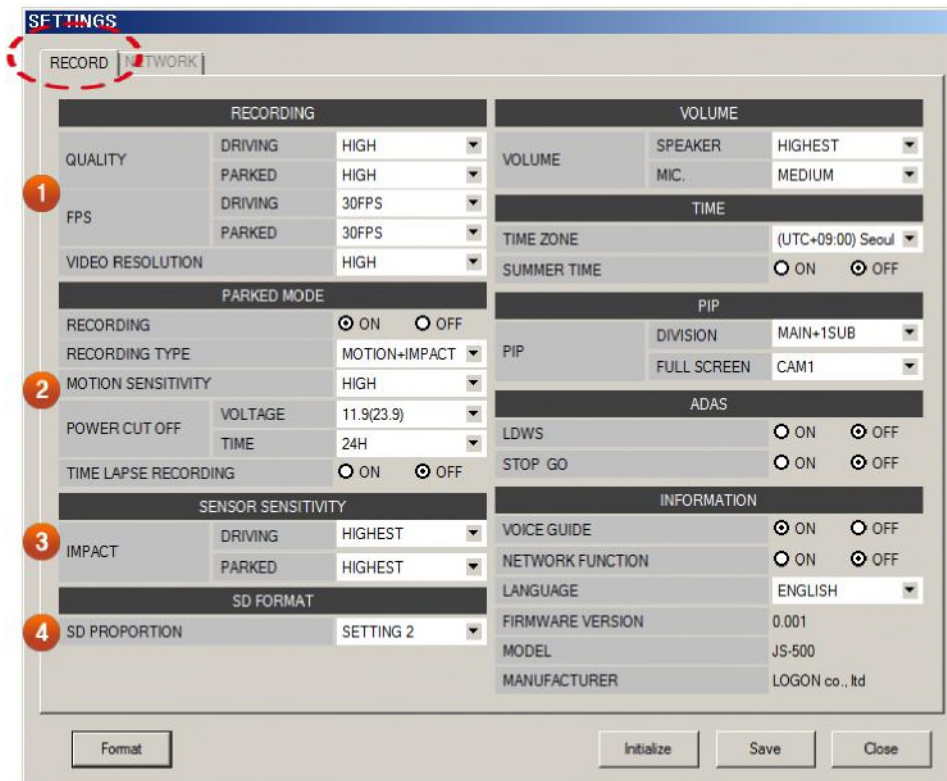 SETTINGS
RECORD NETWORK
RECORDING
QUALITY DRIVING HIGH
PARKED HIGH
1
FPS DRIVING 30FPS
PARKED 30FPS
VIDEO RESOLUTION HIGH
PARKED MODE
RECORDING ON OFF
RECORDING TYPE MOTION+IMPACT
2 MOTION SENSITIVITY HIGH
POWER CUT OFF VOLTAGE 11.9(23.9)
TIME 24H
TIME LAPSE RECORDING ON OFF
SENSOR SENSITIVITY
3 IMPACT DRIVING HIGHEST
PARKED HIGHEST
SD FORMAT
4 SD PROPORTION SETTING 2
VOLUME
VOLUME SPEAKER HIGHEST
MIC. MEDIUM
TIME
TIME ZONE (UTC+09:00) Seoul
SUMMER TIME ON OFF
PIP
PIP DIVISION MAIN+1SUB
FULL SCREEN CAM1
ADAS
LDWS ON OFF
STOP GO ON OFF
INFORMATION
VOICE GUIDE ON OFF
NETWORK FUNCTION ON OFF
LANGUAGE ENGLISH
FIRMWARE VERSION 0.001
MODEL JS-500
MANUFACTURER LOGON co., ltd
Format Initialize Save Close